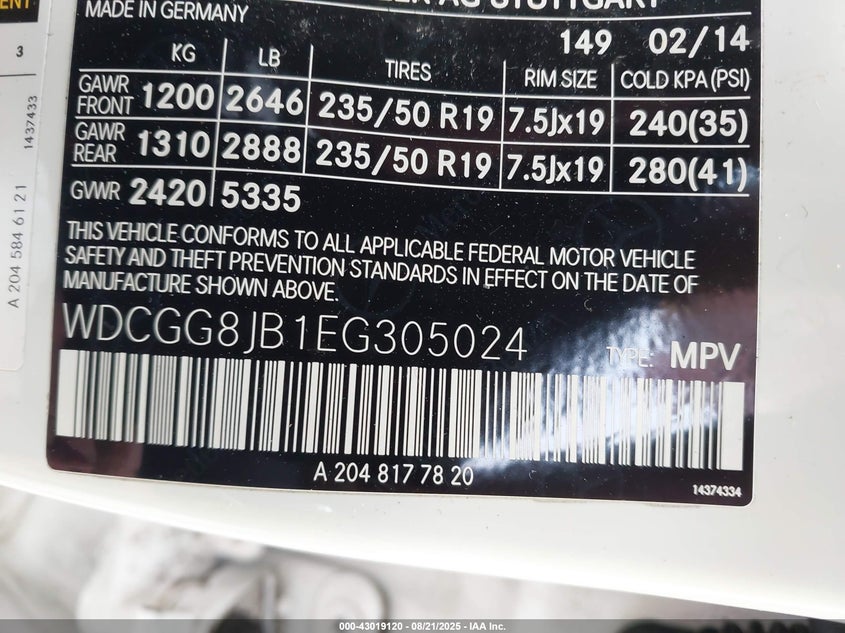 ENT
3
1437433
A 204 584 61 21
AG STUTTGART
MADE IN GERMANY
149 02/14
KG LB TIRES RIM SIZE COLD KPA (PSI)
GAWR FRONT 1200 2646 235/50 R19 7.5Jx19 240(35)
GAWR REAR 1310 2888 235/50 R19 7.5Jx19 280(41)
GVWR 2420 5335
THIS VEHICLE CONFORMS TO ALL APPLICABLE FEDERAL MOTOR VEHICLE
SAFETY AND THEFT PREVENTION STANDARDS IN EFFECT ON THE DATE OF
MANUFACTURE SHOWN ABOVE.
WDCGG8JB1EG305024 TYPE: MPV
A 204 817 78 20
14374334
000-43019120 - 08/21/2025 - IAA Inc.